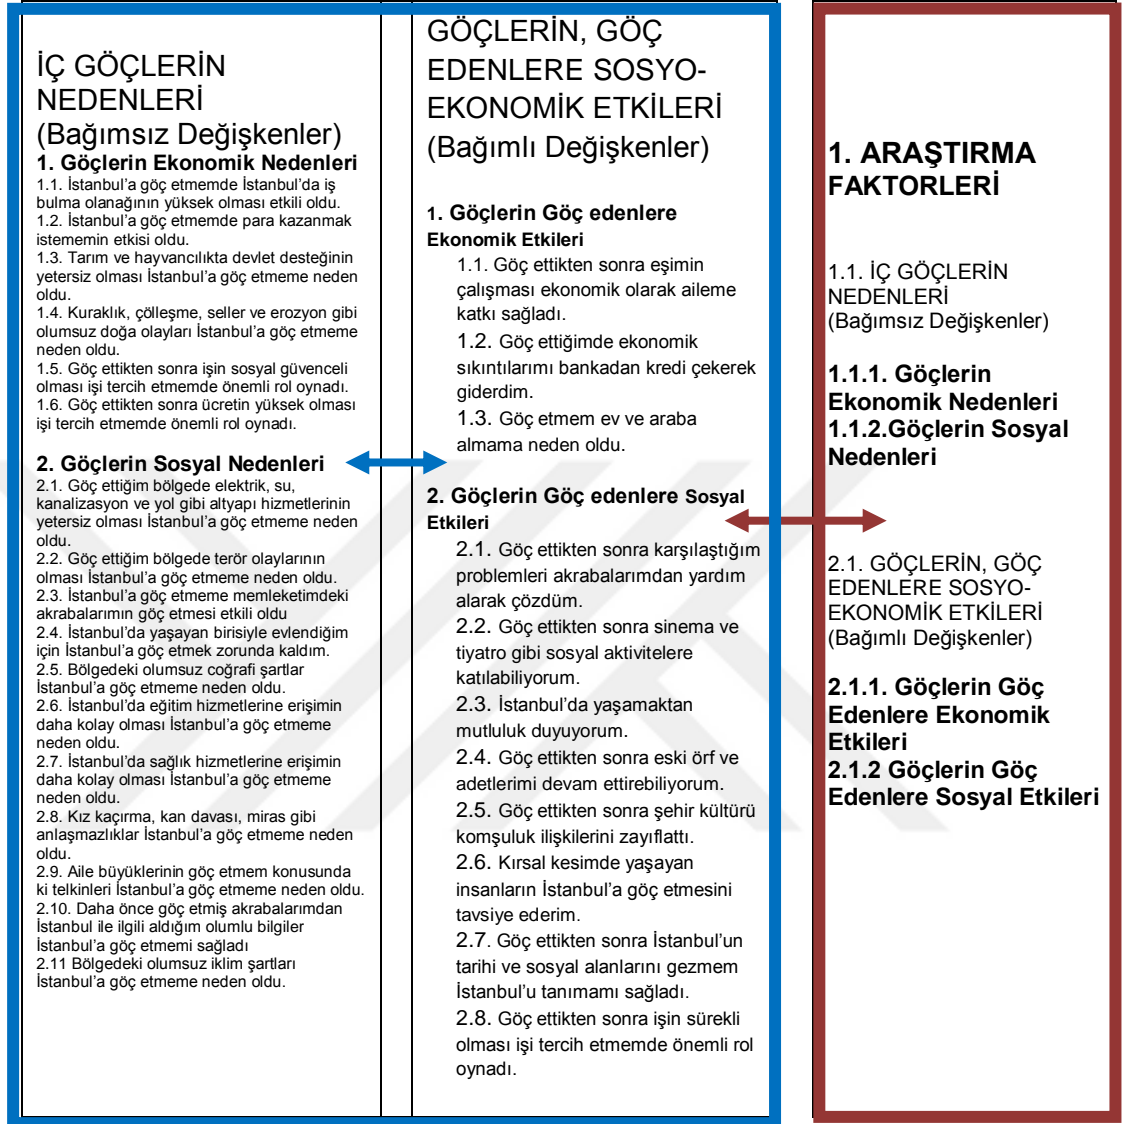 İÇ GÖÇLERİN
NEDENLERİ
(Bağımsız Değişkenler)
1. Göçlerin Ekonomik Nedenleri
1.1. İstanbul’a göç etmemde İstanbul’da iş
bulma olanağının yüksek olması etkili oldu.
1.2. İstanbul’a göç etmemde para kazanmak
istememin etkisi oldu.
1.3. Tarım ve hayvancılıkta devlet desteğinin
yetersiz olması İstanbul’a göç etmeme neden
oldu.
1.4. Kuraklık, çölleşme, seller ve erozyon gibi
olumsuz doğa olayları İstanbul’a göç etmeme
neden oldu.
1.5. Göç ettikten sonra işin sosyal güvenceli
olması işi tercih etmemde önemli rol oynadı.
1.6. Göç ettikten sonra ücretin yüksek olması
işi tercih etmemde önemli rol oynadı.
2. Göçlerin Sosyal Nedenleri
2.1. Göç ettiğim bölgede elektrik, su,
kanalizasyon ve yol gibi altyapı hizmetlerinin
yetersiz olması İstanbul’a göç etmeme neden
oldu.
2.2. Göç ettiğim bölgede terör olaylarının
olması İstanbul’a göç etmeme neden oldu.
2.3. İstanbul’a göç etmeme memleketimdeki
akrabalarımın göç etmesi etkili oldu
2.4. İstanbul’da yaşayan birisiyle evlendiğim
için İstanbul’a göç etmek zorunda kaldım.
2.5. Bölgedeki olumsuz coğrafi şartlar
İstanbul’a göç etmeme neden oldu.
2.6. İstanbul’da eğitim hizmetlerine erişimin
daha kolay olması İstanbul’a göç etmeme
neden oldu.
2.7. İstanbul’da sağlık hizmetlerine erişimin
daha kolay olması İstanbul’a göç etmeme
neden oldu.
2.8. Kız kaçırma, kan davası, miras gibi
anlaşmazlıklar İstanbul’a göç etmeme neden
oldu.
2.9. Aile büyüklerinin göç etmem konusunda
ki telkinleri İstanbul’a göç etmeme neden oldu.
2.10. Daha önce göç etmiş akrabalarımdan
İstanbul ile ilgili aldığım olumlu bilgiler
İstanbul’a göç etmemi sağladı
2.11 Bölgedeki olumsuz iklim şartları
İstanbul’a göç etmeme neden oldu.
GÖÇLERİN, GÖÇ
EDENLERE SOSYO-
EKONOMİK ETKİLERİ
(Bağımlı Değişkenler)
1. Göçlerin Göç edenlere
Ekonomik Etkileri
1.1. Göç ettikten sonra eşimin
çalışması ekonomik olarak aileme
katkı sağladı.
1.2. Göç ettiğimde ekonomik
sıkıntılarımı bankadan kredi çekerek
giderdim.
1.3. Göç etmem ev ve araba
almama neden oldu.
2. Göçlerin Göç edenlere Sosyal
Etkileri
2.1. Göç ettikten sonra karşılaştığım
problemleri akrabalarımdan yardım
alarak çözdüm.
2.2. Göç ettikten sonra sinema ve
tiyatro gibi sosyal aktivitelere
katılabiliyorum.
2.3. İstanbul’da yaşamaktan
mutluluk duyuyorum.
2.4. Göç ettikten sonra eski örf ve
adetlerimi devam ettirebiliyorum.
2.5. Göç ettikten sonra şehir kültürü
komşuluk ilişkilerini zayıflattı.
2.6. Kırsal kesimde yaşayan
insanların İstanbul’a göç etmesini
tavsiye ederim.
2.7. Göç ettikten sonra İstanbul’un
tarihi ve sosyal alanlarını gezmem
İstanbul’u tanımamı sağladı.
2.8. Göç ettikten sonra işin sürekli
olması işi tercih etmemde önemli rol
oynadı.
1. ARAŞTIRMA
FAKTORLERİ
1.1. İÇ GÖÇLERİN
NEDENLERİ
(Bağımsız Değişkenler)
1.1.1. Göçlerin
Ekonomik Nedenleri
1.1.2.Göçlerin Sosyal
Nedenleri
2.1. GÖÇLERİN, GÖÇ
EDENLERE SOSYO-
EKONOMİK ETKİLERİ
(Bağımlı Değişkenler)
2.1.1. Göçlerin Göç
Edenlere Ekonomik
Etkileri
2.1.2 Göçlerin Göç
Edenlere Sosyal Etkileri